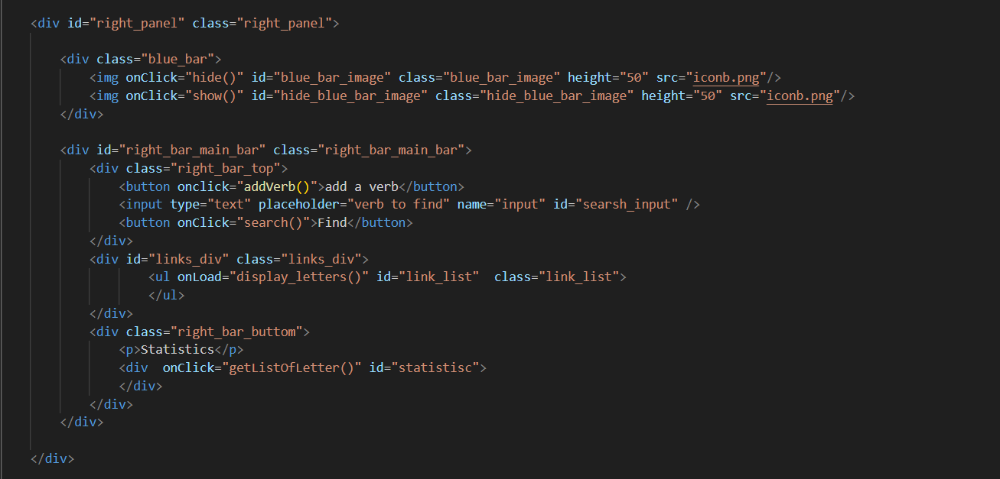 <div id="right_panel" class="right_panel">
<div class="blue_bar">
<img onClick="hide()" id="blue_bar_image" class="blue_bar_image" height="50" src="iconb.png"/>
<img onClick="show()" id="hide_blue_bar_image" class="hide_blue_bar_image" height="50" src="iconb.png"/>
</div>
<div id="right_bar_main_bar" class="right_bar_main_bar">
<div class="right_bar_top">
<button onclick="addVerb()">add a verb</button>
<input type="text" placeholder="verb to find" name="input" id="searsh_input" />
<button onClick="search()">Find</button>
</div>
<div id="links_div" class="links_div">
<ul onLoad="display_letters()" id="link_list"  class="link_list">
</ul>
</div>
<div class="right_bar_buttom">
<p>Statistics</p>
<div  onClick="getListOfLetter()" id="statistisc">
</div>
</div>
</div>
</div>